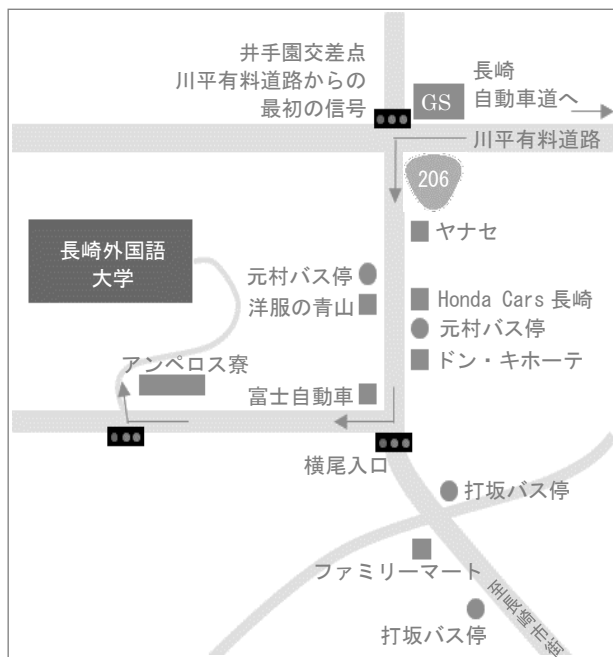 井手園交差点
川平有料道路からの
最初の信号
GS
長崎
自動車道へ
川平有料道路
206
ヤナセ
長崎外国語
大学
元村バス停
洋服の青山
Honda Cars 長崎
元村バス停
ドン・キホーテ
アンペロス寮
富士自動車
横尾入口
打坂バス停
ファミリーマート
至長崎市街
打坂バス停